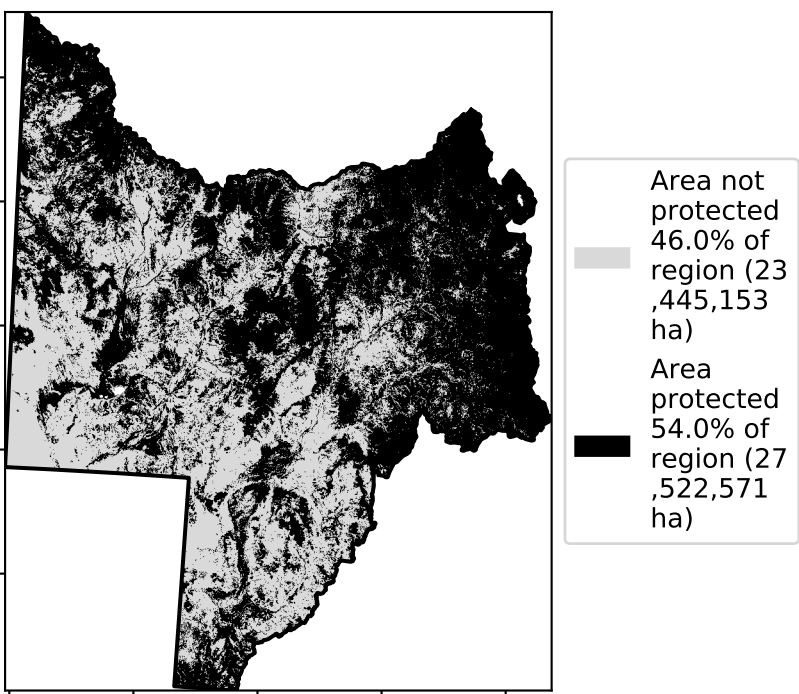 Area not
protected
46.0% of
region (23
,445,153
ha)
Area
protected
54.0% of
region (27
,522,571
ha)